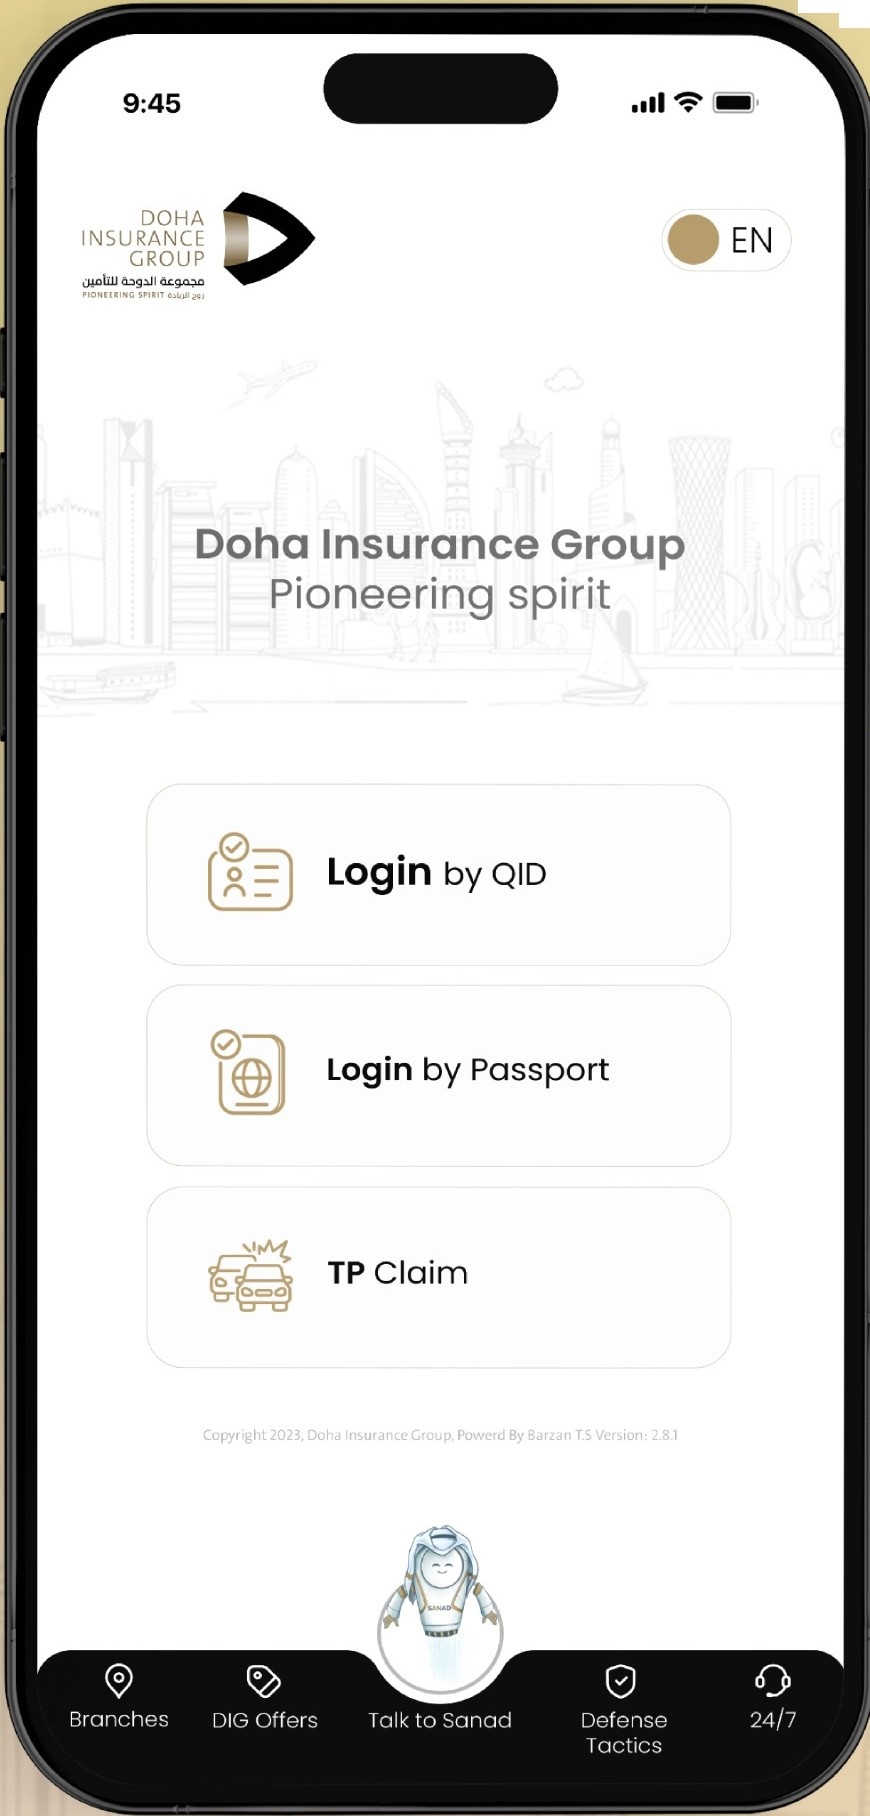 9:45
DOHA
INSURANCE
GROUP
مجموعة الدوحة للتأمين
PIONEERING SPIRIT روح الريادة
EN
Doha Insurance Group
Pioneering spirit
Login by QID
Login by Passport
TP Claim
Copyright 2023, Doha Insurance Group, Powerd By Barzan T.S Version: 2.8.1
SANAD
Branches
DIG Offers
Talk to Sanad
Defense
Tactics
24/7